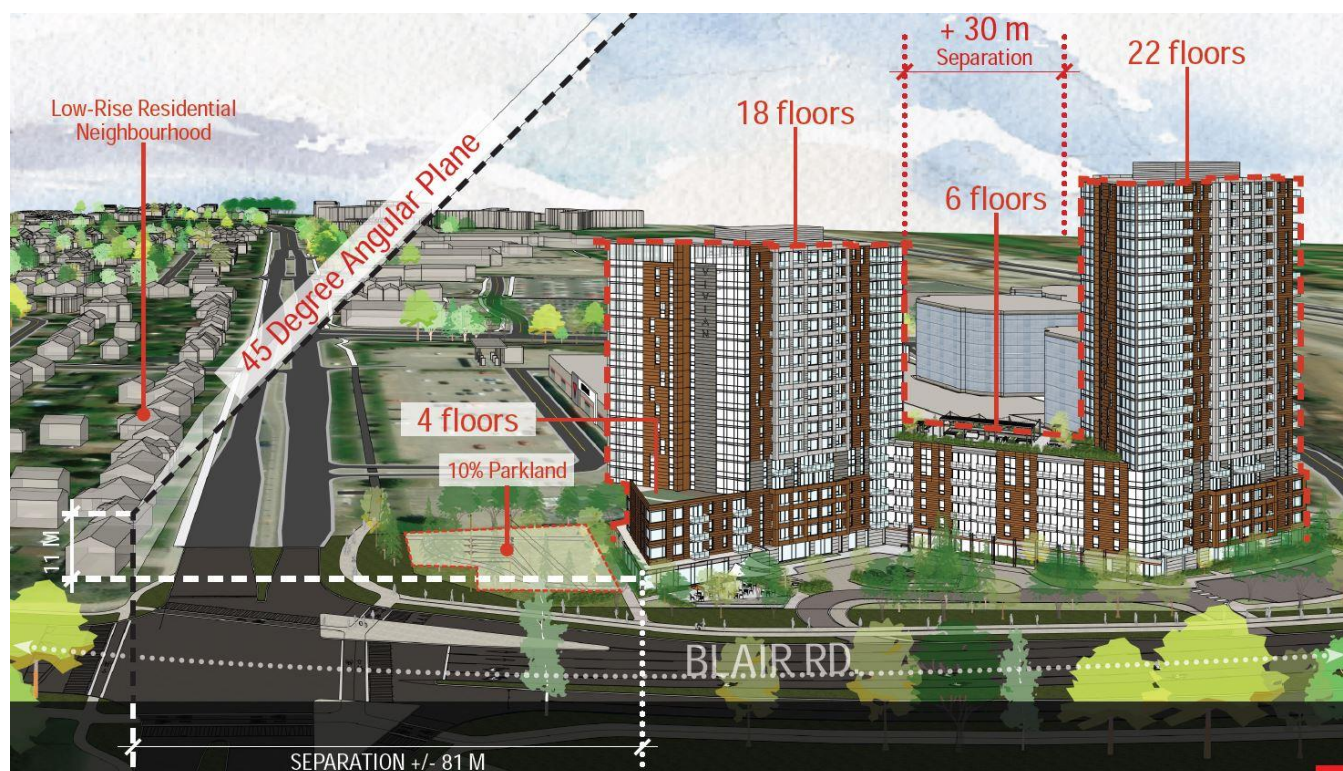 + 30 m
Separation
22 floors
Low-Rise Residential
Neighbourhood
18 floors
45 Degree Angular Plane
6 floors
4 floors
10% Parkland
11 M
BLAIR RD.
SEPARATION +/- 81 M